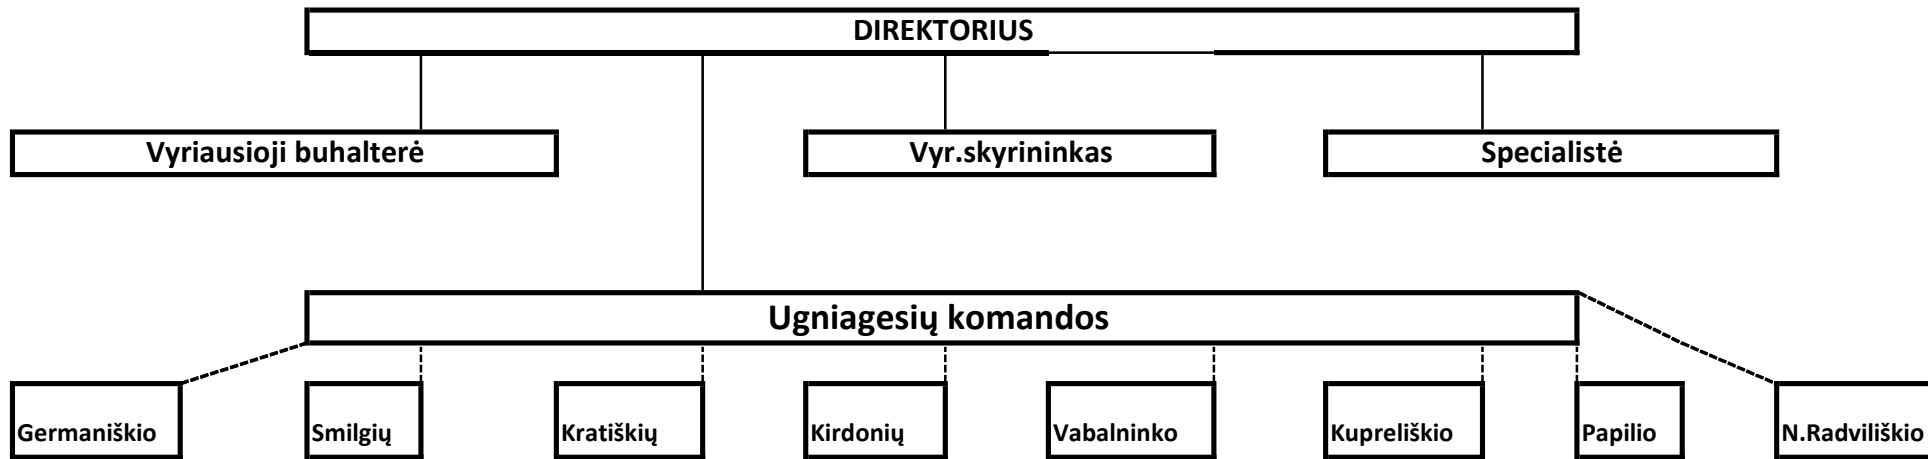 DIREKTORIUS
Vyriausioji buhalterė
Vyr.skyrininkas
Specialistė
Ugniagesių komandos
Germaniškio
Smilgių
Kratiškių
Kirdonių
Vabalninko
Kupreliškio
Papilio
N.Radviliškio